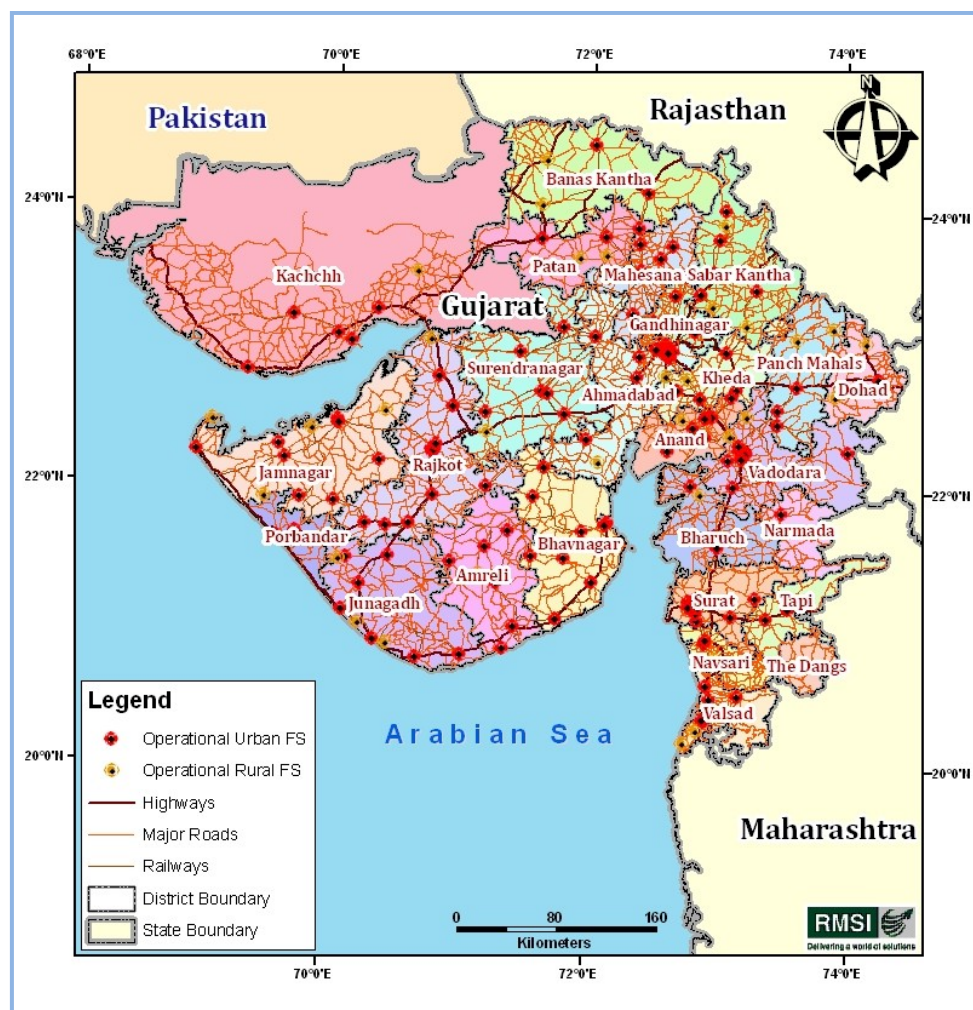 68°0'E 70°0'E 72°0'E 74°0'E
N
Pakistan
Rajasthan
24°0'N
24°0'N
Banas Kantha
Kachchh
Patan
Mahesana
Sabar Kantha
Gujarat
Gandhinagar
Surendranagar
Ahmadabad
Kheda
Panch Mahals
Dohad
Anand
Jamnagar
Rajkot
Vadodara
22°0'N
22°0'N
Porbandar
Bhavnagar
Bharuch
Narmada
Amreli
Junagadh
Surat
Tapi
Navsari
The Dangs
Valsad
Arabian Sea
20°0'N
20°0'N
Maharashtra
Legend
Operational Urban FS
Operational Rural FS
Highways
Major Roads
Railways
District Boundary
State Boundary
0 80 160
Kilometers
RMSI
Delivering a world of solutions
70°0'E 72°0'E 74°0'E